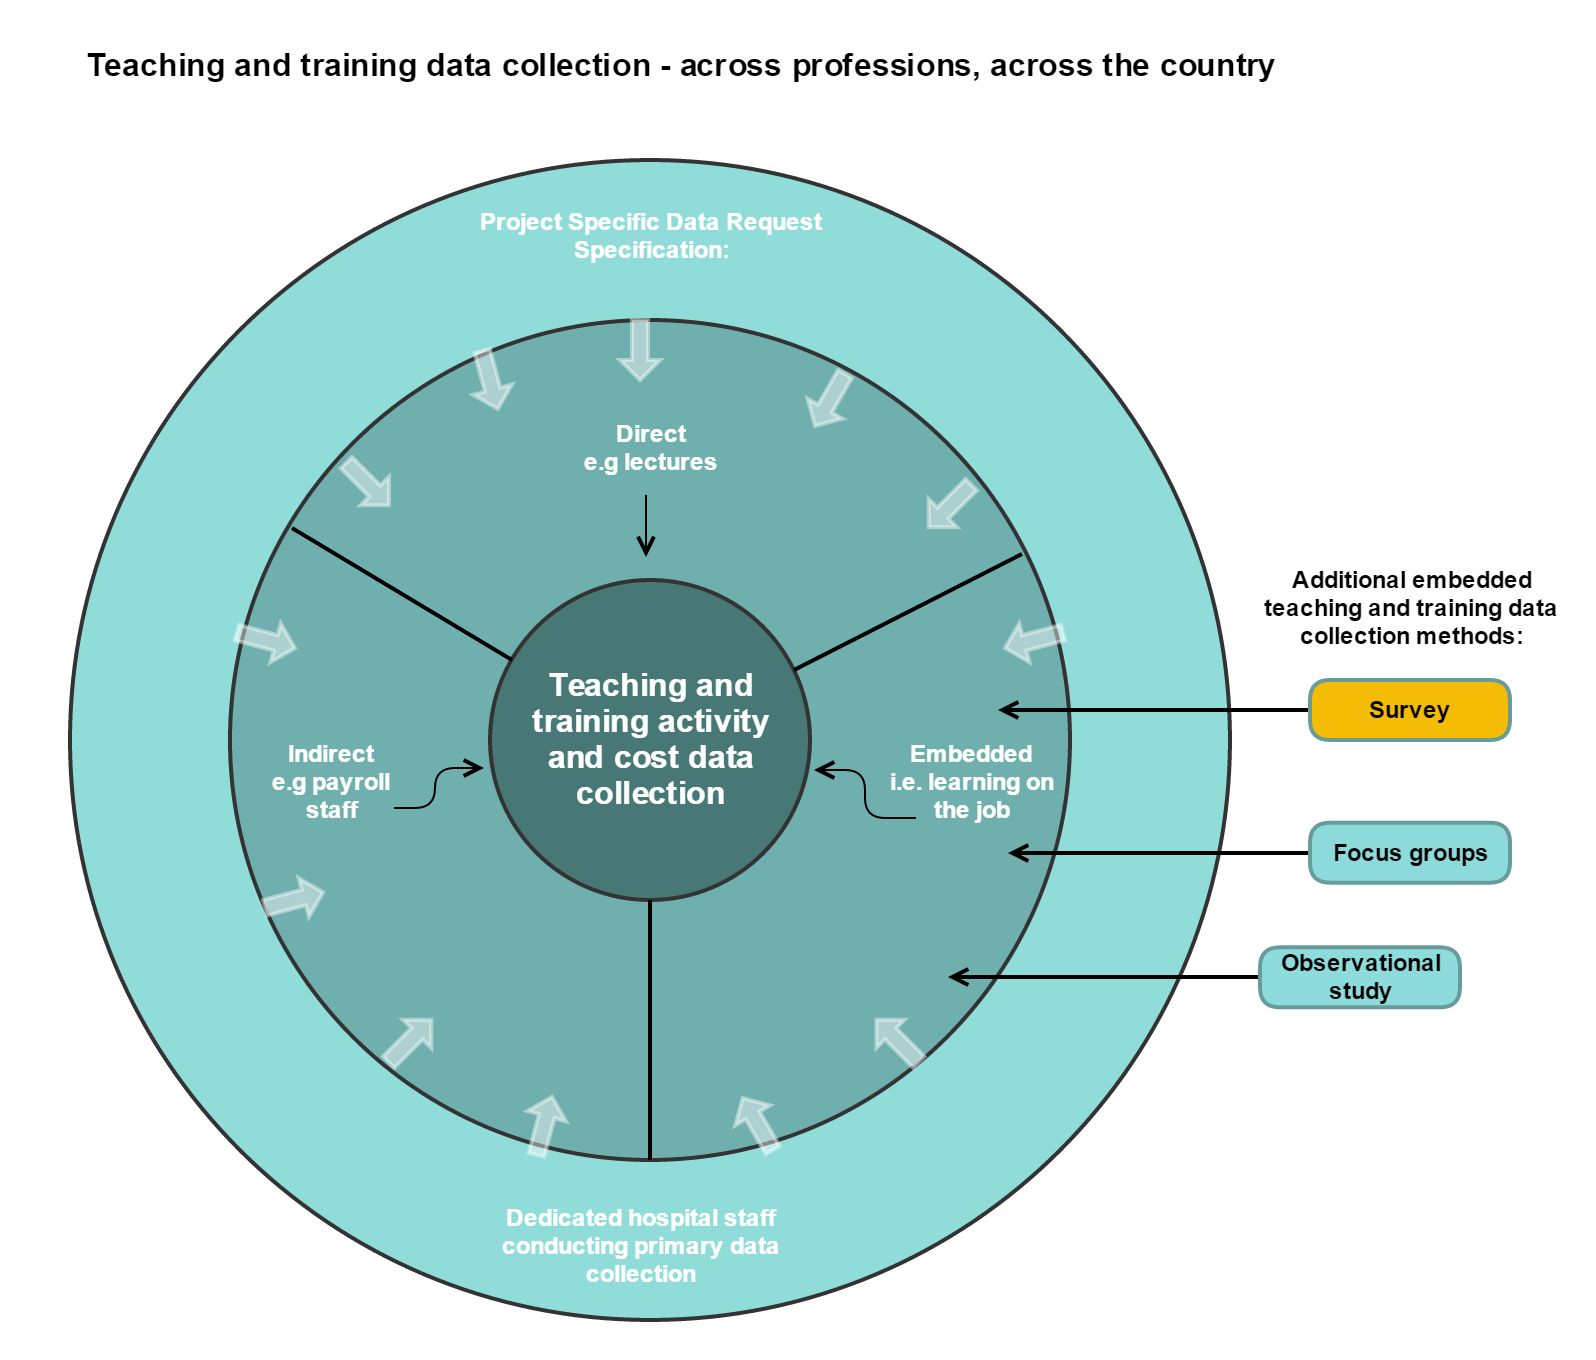 Teaching and training data collection - across professions, across the country
Project Specific Data Request
Specification:
Direct
e.g lectures
Additional embedded
teaching and training data
collection methods:
Teaching and
training activity
and cost data
collection
Survey
Indirect
e.g payroll
staff
Embedded
i.e. learning on
the job
Focus groups
Observational
study
Dedicated hospital staff
conducting primary data
collection